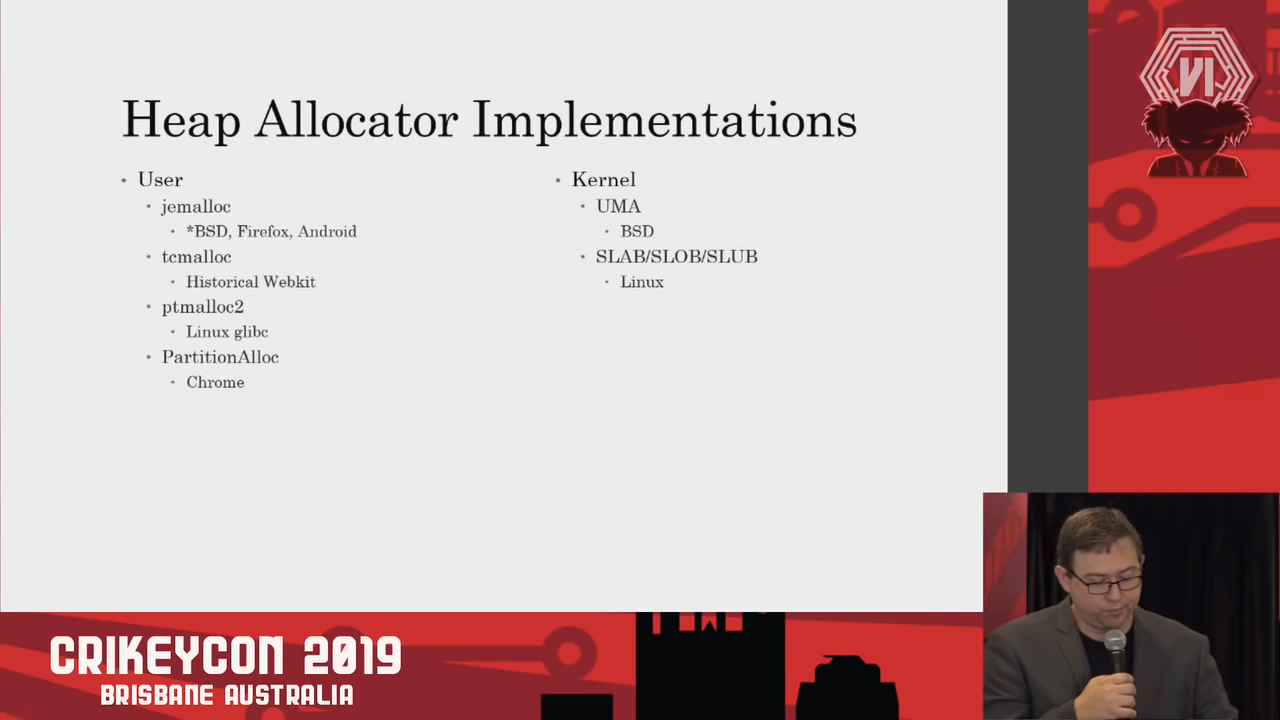 Heap Allocator Implementations
• User
• jemalloc
• *BSD, Firefox, Android
• tcmalloc
• Historical Webkit
• ptmalloc2
• Linux glibc
• PartitionAlloc
• Chrome
• Kernel
• UMA
• BSD
• SLAB/SLOB/SLUB
• Linux
VI
CRIKEYCON 2019
BRISBANE AUSTRALIA